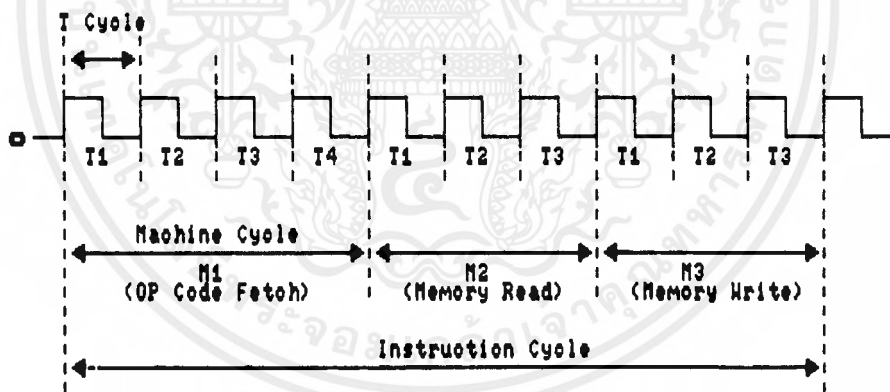 T Cycle
T1 T2 T3 T4 T1 T2 T3 T1 T2 T3
Machine Cycle
M1 M2 M3
(OP Code Fetch) (Memory Read) (Memory Write)
Instruction Cycle